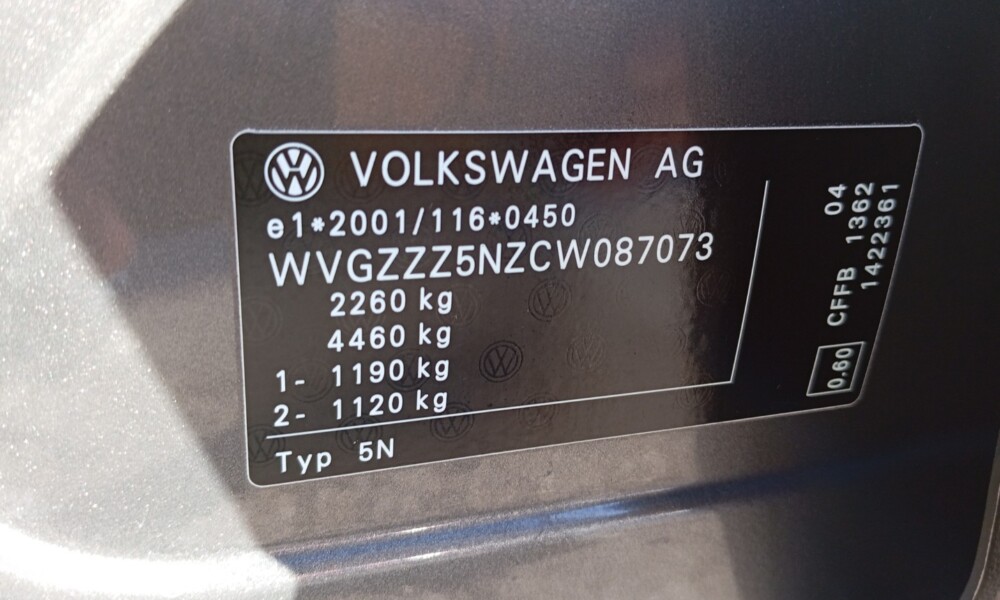 VOLKSWAGEN AG
e1*2001/116*0450
WVGZZZ5NZCW087073
2260 kg
4460 kg
1- 1190 kg
2- 1120 kg
Typ 5N
04
CFFB 1362
1422361
0.60